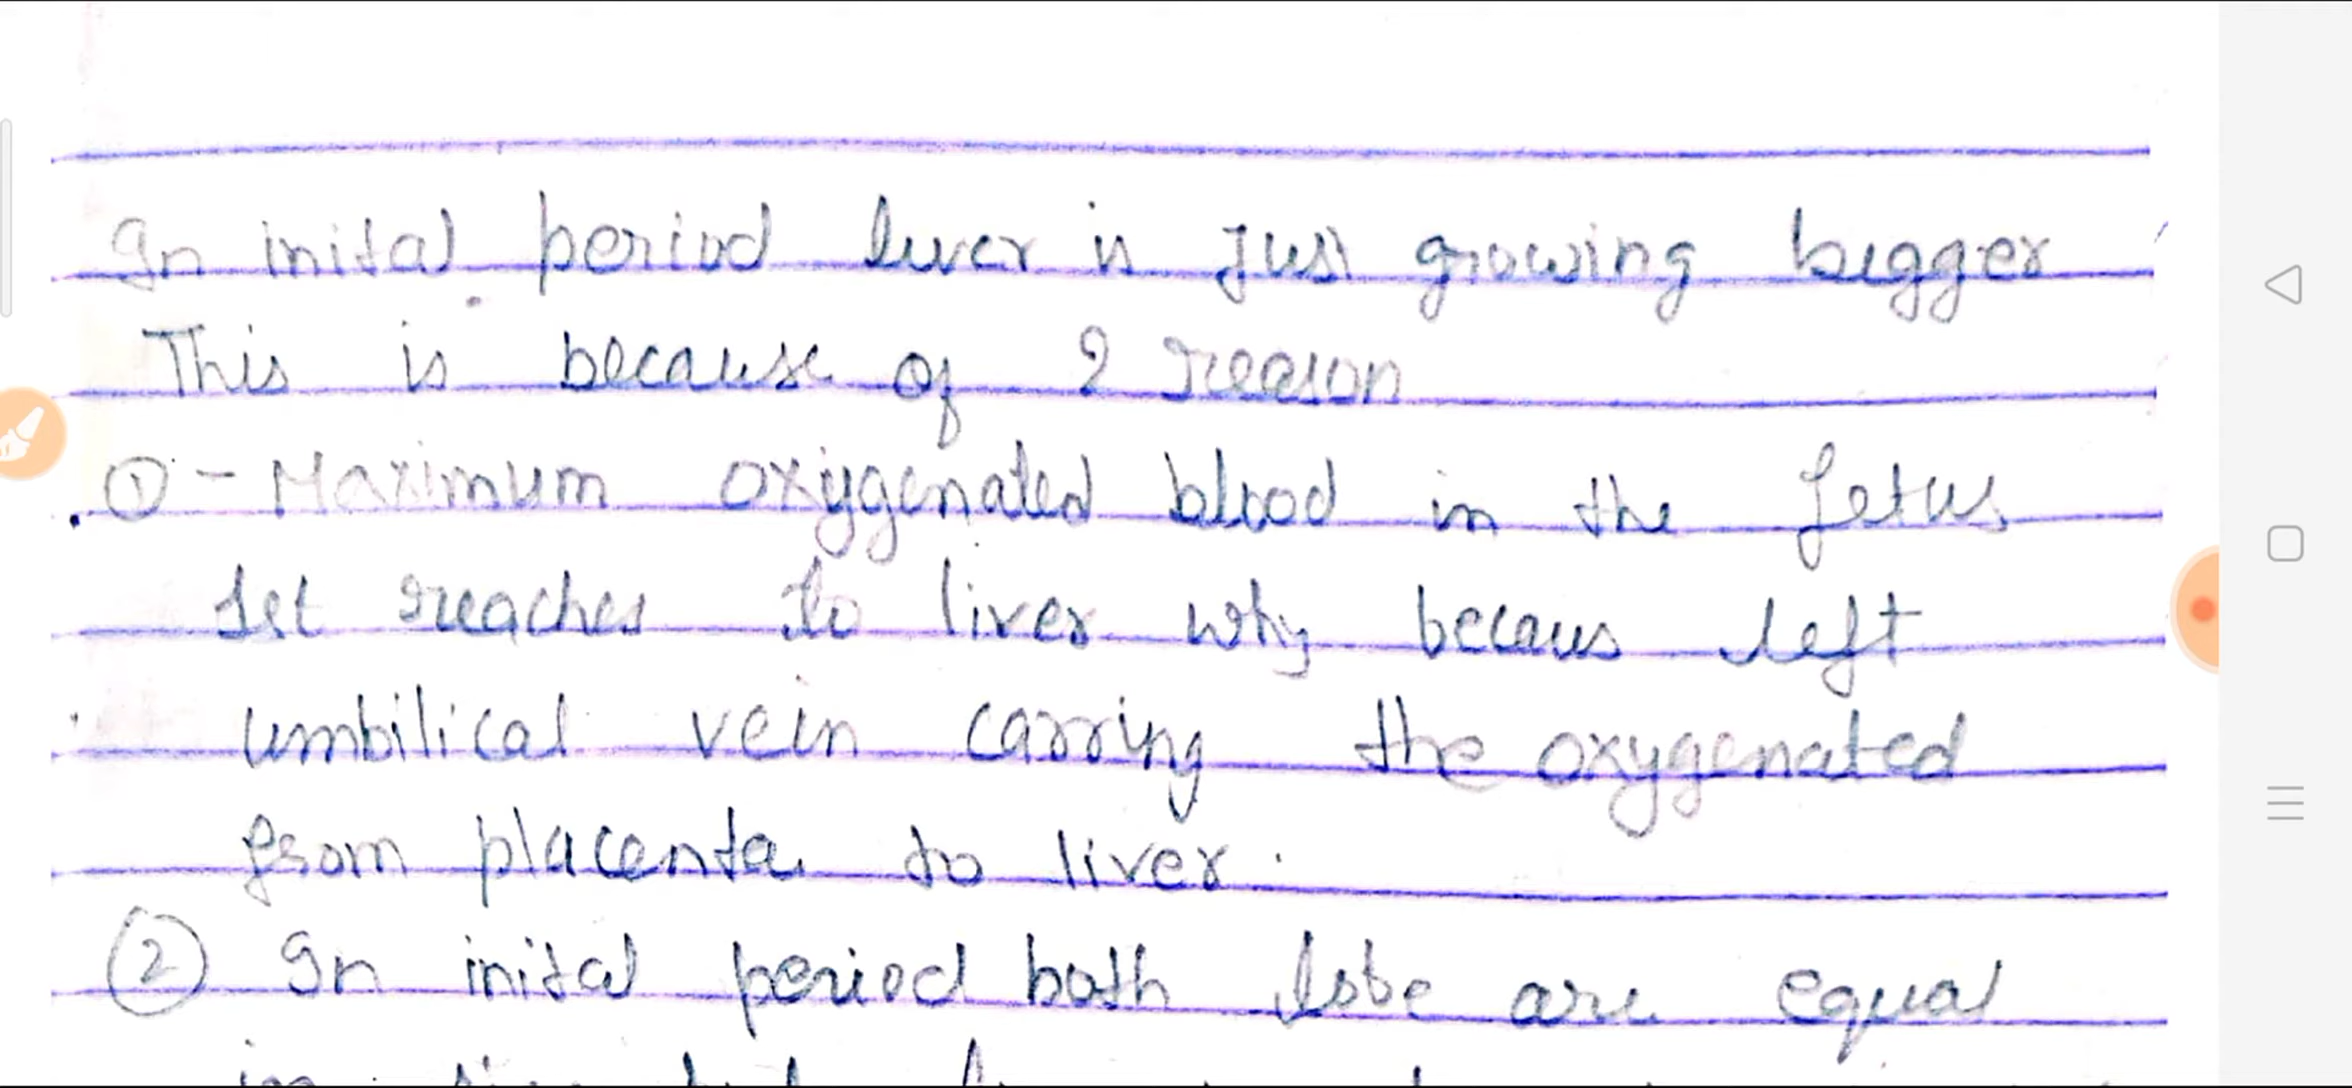 In inital period liver is just growing bigger
This is because of 2 reason
① - Maximum oxygenated blood in the fetus
1st reaches to liver why becaus left
umbilical vein carring the oxygenated
from placenta to liver.
② In inital period both lobe are equal